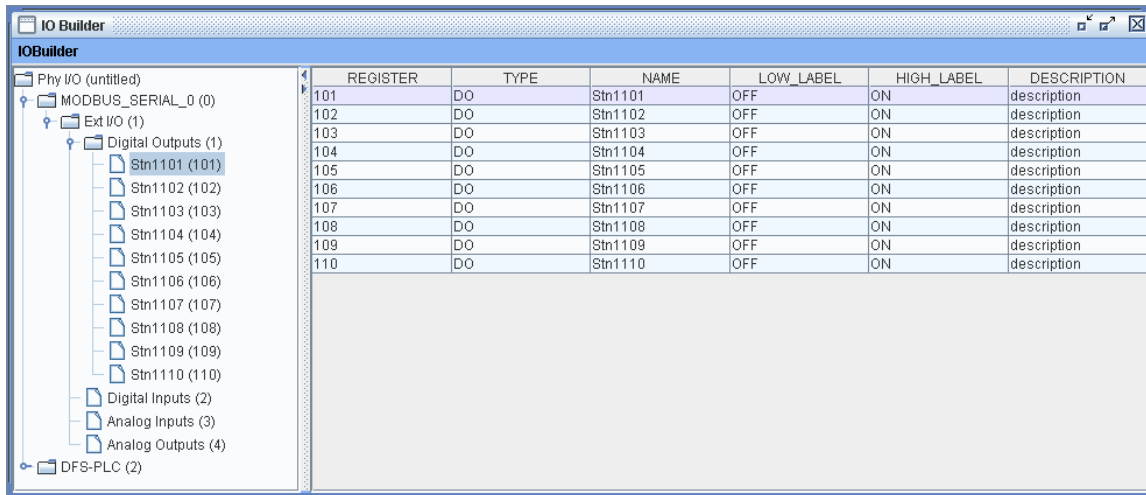 IO Builder
IOBuilder
Phy I/O (untitled)
MODBUS_SERIAL_0 (0)
Ext I/O (1)
Digital Outputs (1)
Stn1101 (101)
Stn1102 (102)
Stn1103 (103)
Stn1104 (104)
Stn1105 (105)
Stn1106 (106)
Stn1107 (107)
Stn1108 (108)
Stn1109 (109)
Stn1110 (110)
Digital Inputs (2)
Analog Inputs (3)
Analog Outputs (4)
DFS-PLC (2)
REGISTER TYPE NAME LOW_LABEL HIGH_LABEL DESCRIPTION
101 DO Stn1101 OFF ON description
102 DO Stn1102 OFF ON description
103 DO Stn1103 OFF ON description
104 DO Stn1104 OFF ON description
105 DO Stn1105 OFF ON description
106 DO Stn1106 OFF ON description
107 DO Stn1107 OFF ON description
108 DO Stn1108 OFF ON description
109 DO Stn1109 OFF ON description
110 DO Stn1110 OFF ON description